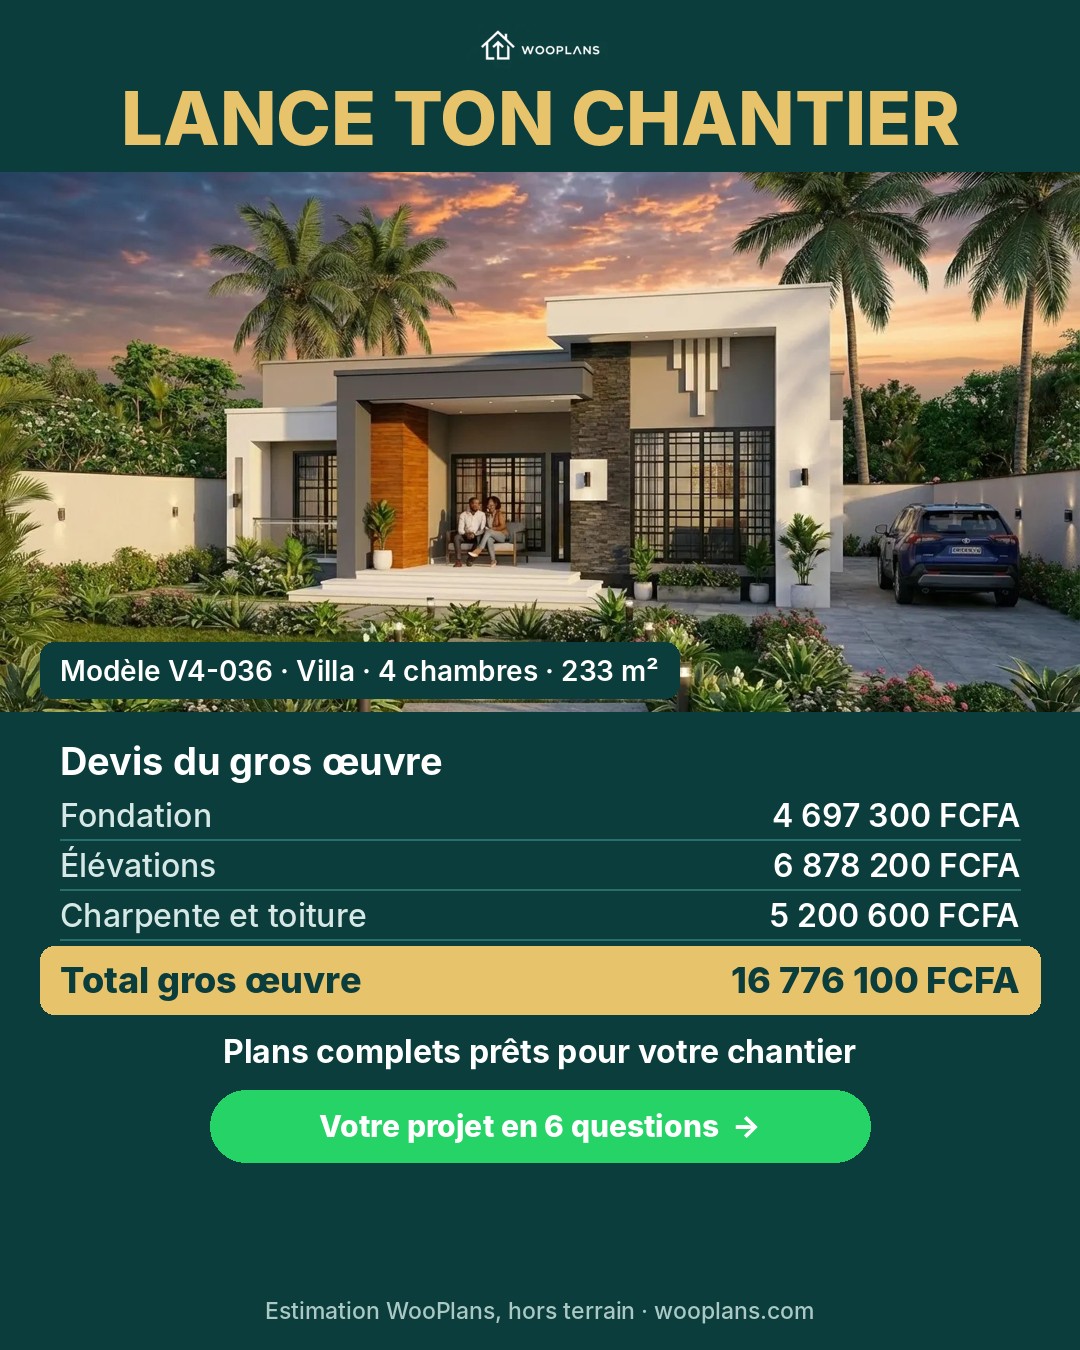 WOOPLANS
LANCE TON CHANTIER
Modèle V4-036 · Villa · 4 chambres · 233 m²
Devis du gros œuvre
Fondation 4 697 300 FCFA
Élévations 6 878 200 FCFA
Charpente et toiture 5 200 600 FCFA
Total gros œuvre 16 776 100 FCFA
Plans complets prêts pour votre chantier
Votre projet en 6 questions →
Estimation WooPlans, hors terrain · wooplans.com